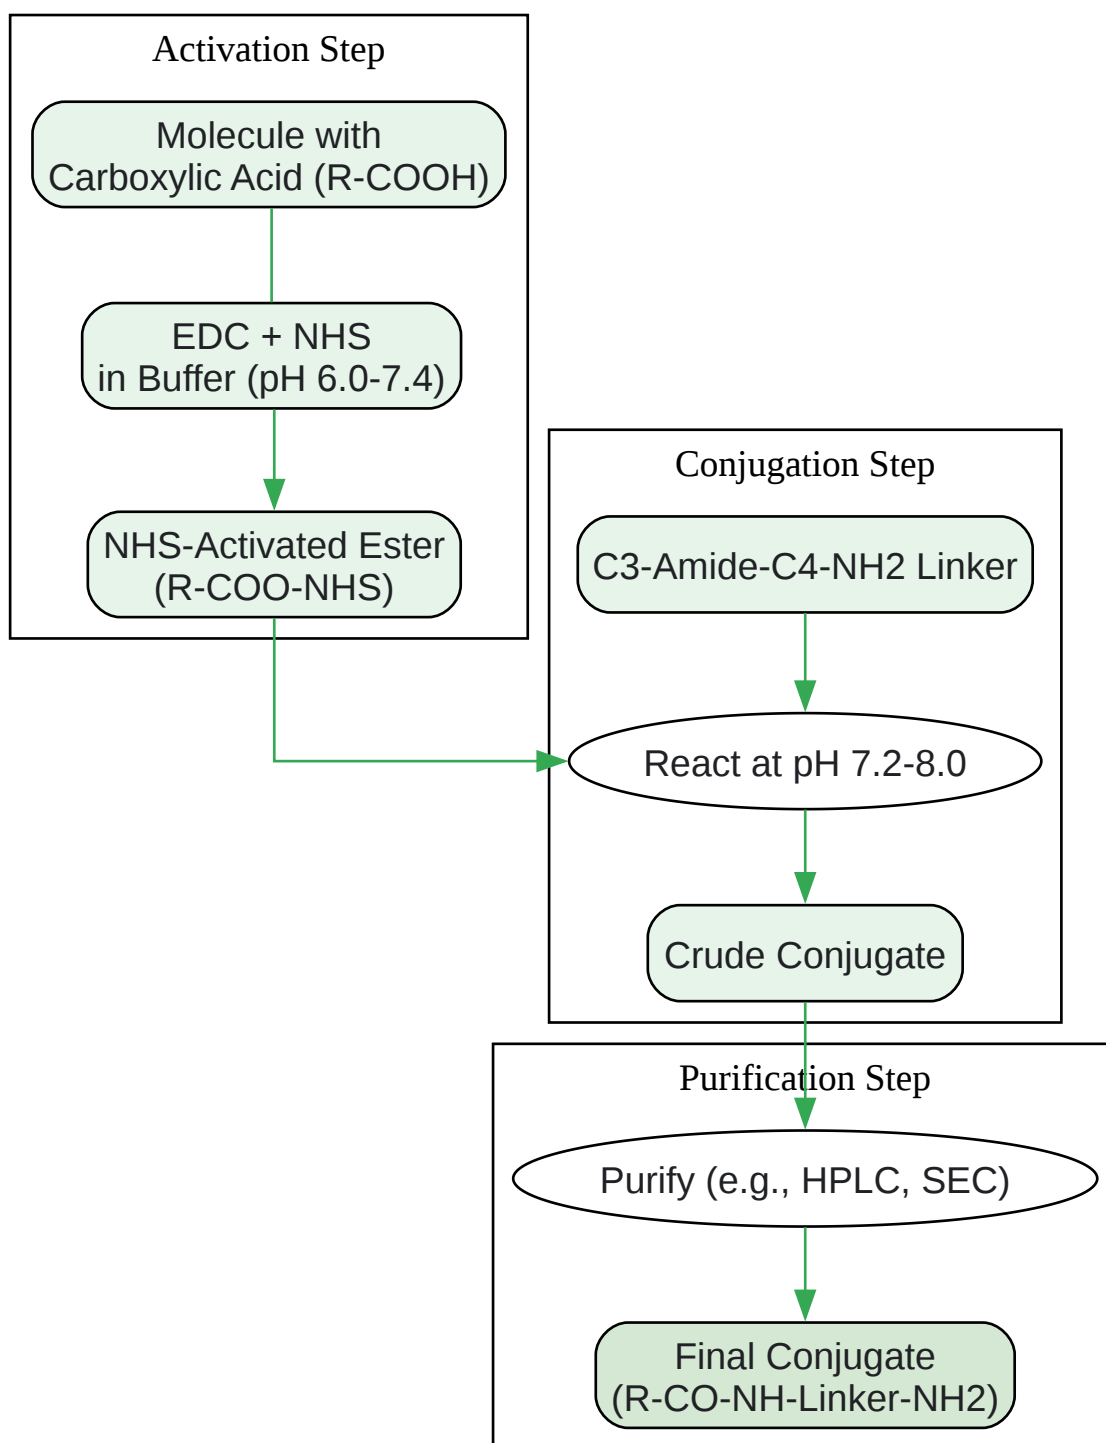 Activation Step
Molecule with
Carboxylic Acid (R-COOH)
EDC + NHS
in Buffer (pH 6.0-7.4)
NHS-Activated Ester
(R-COO-NHS)
Conjugation Step
C3-Amide-C4-NH2 Linker
React at pH 7.2-8.0
Crude Conjugate
Purification Step
Purify (e.g., HPLC, SEC)
Final Conjugate
(R-CO-NH-Linker-NH2)